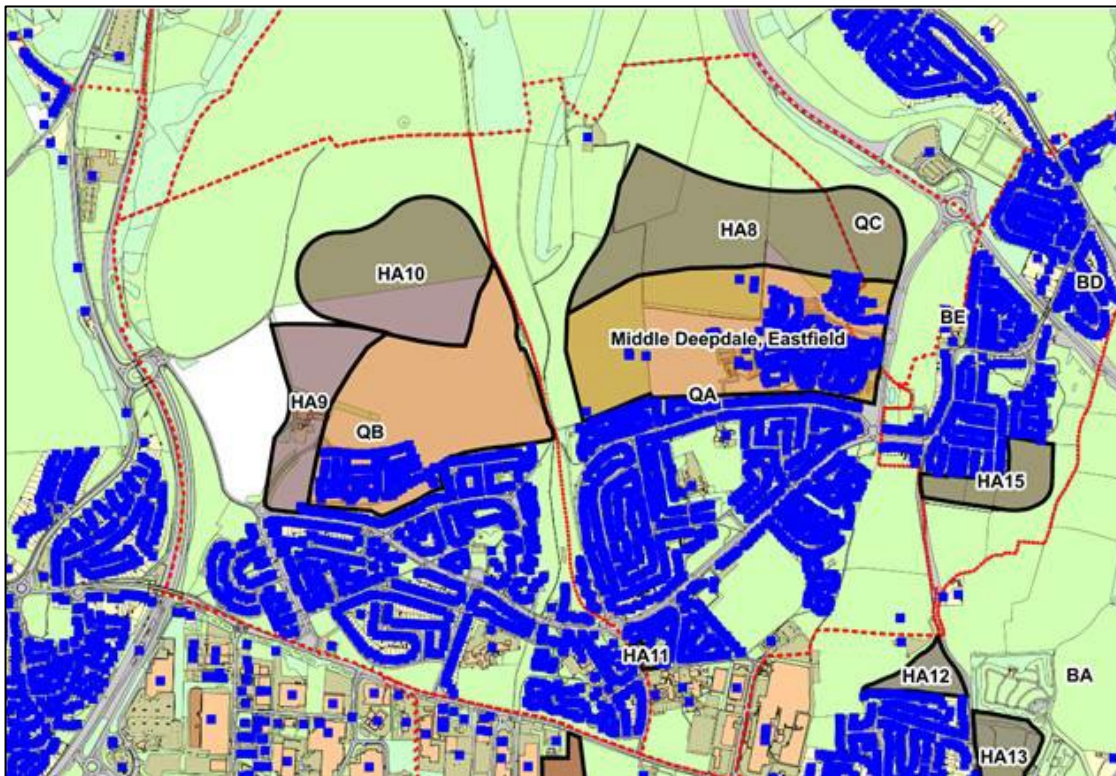 HA8
QC
HA10
BD
BE
Middle Deepdale, Eastfield
QA
HA9
QB
HA15
HA11
HA12
BA
HA13